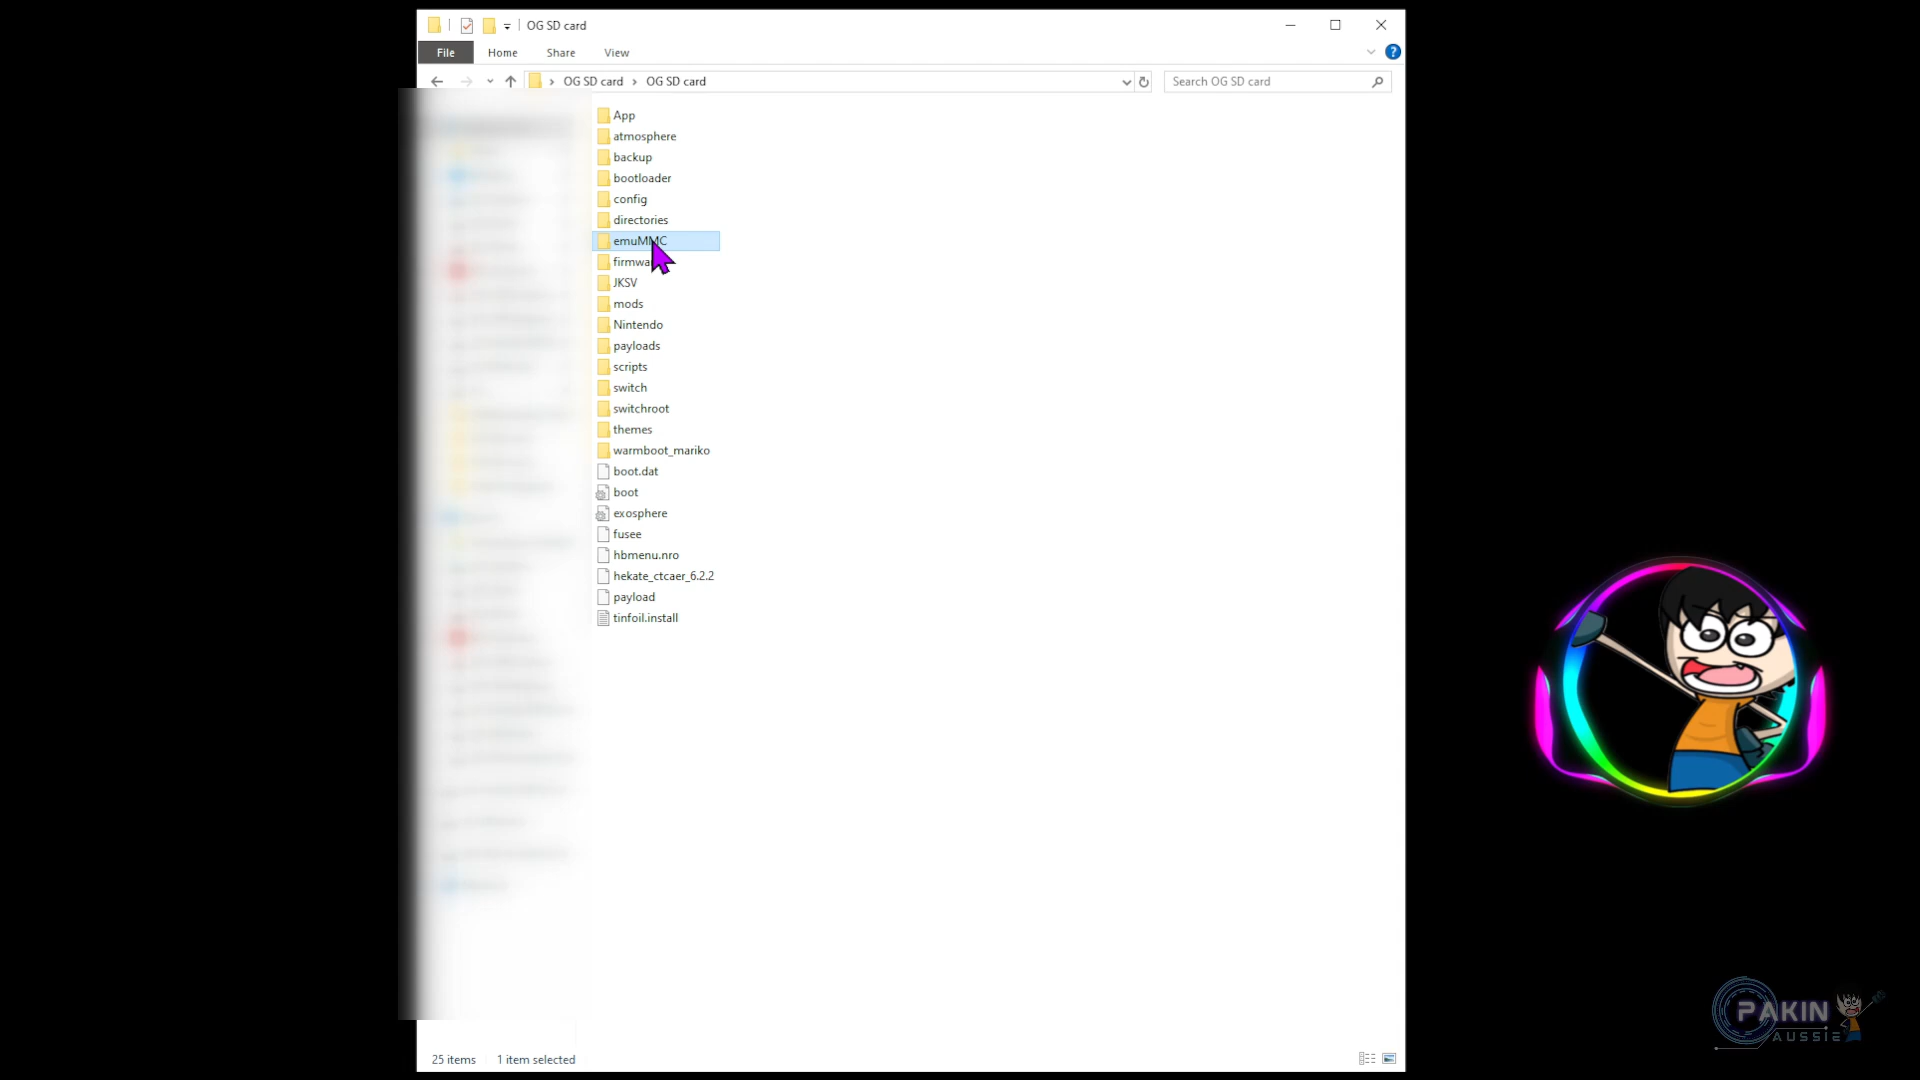 OG SD card
File Home Share View
OG SD card › OG SD card
Search OG SD card
App
atmosphere
backup
bootloader
config
directories
emuMMC
JKSV
mods
Nintendo
payloads
scripts
switch
switchroot
themes
warmboot_mariko
boot.dat
boot
exosphere
fusee
hbmenu.nro
hekate_ctcaer_6.2.2
payload
tinfoil.install
25 items 1 item selected
PAKIN
AUSSIE